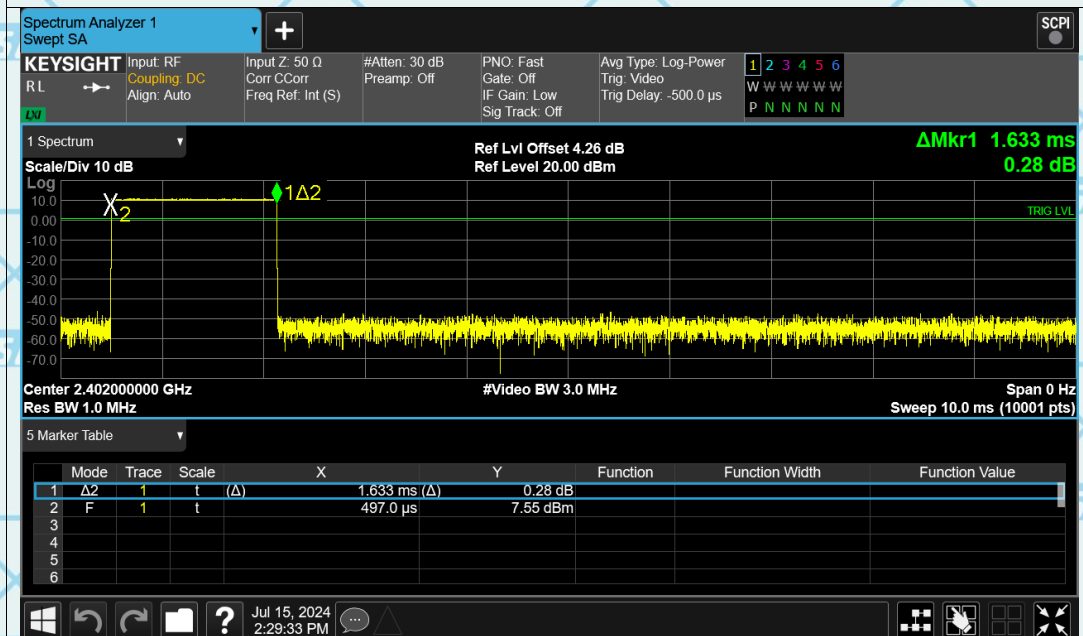 Spectrum Analyzer 1
Swept SA
+
SCPI
KEYSIGHT Input: RF Input Z: 50 Ω #Atten: 30 dB PNO: Fast Avg Type: Log-Power 1 2 3 4 5 6
R L Coupling: DC Corr CCorr Preamp: Off Gate: Off Trig: Video W W W W W W
Align: Auto Freq Ref: Int (S) IF Gain: Low Trig Delay: -500.0 µs P N N N N N
LXI Sig Track: Off
1 Spectrum Ref Lvl Offset 4.26 dB ΔMkr1 1.633 ms
Scale/Div 10 dB Ref Level 20.00 dBm 0.28 dB
Log
10.0 X 2 1Δ2
0.00 TRIG LVL
-10.0
-20.0
-30.0
-40.0
-50.0
-60.0
-70.0
Center 2.402000000 GHz #Video BW 3.0 MHz Span 0 Hz
Res BW 1.0 MHz Sweep 10.0 ms (10001 pts)
5 Marker Table
Mode Trace Scale X Y Function Function Width Function Value
1 Δ2 1 t (Δ) 1.633 ms (Δ) 0.28 dB
2 F 1 t 497.0 µs 7.55 dBm
3
4
5
6
? Jul 15, 2024
2:29:33 PM